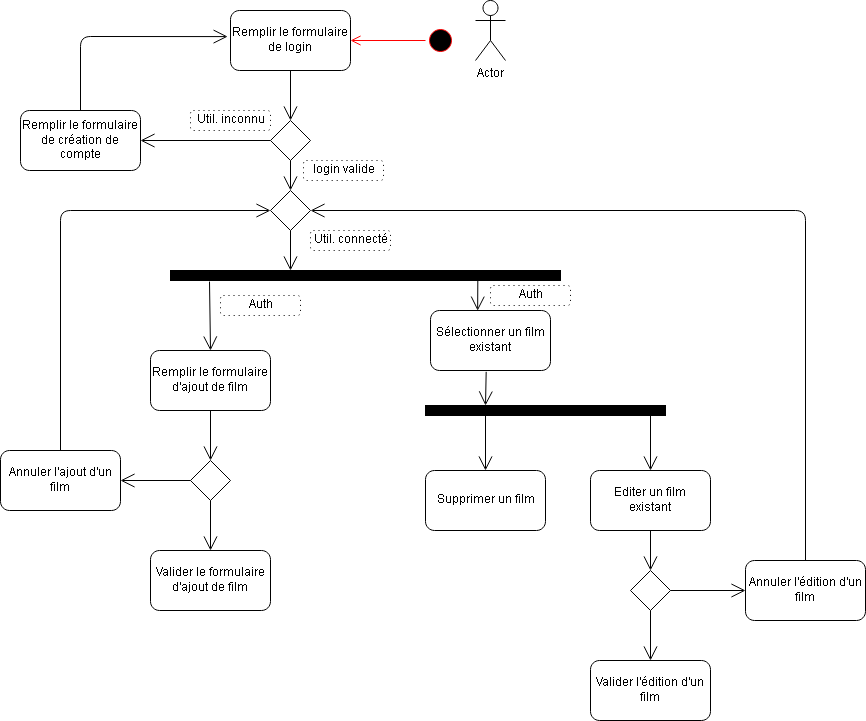 Remplir le formulaire
de login
Actor
Util. inconnu
Remplir le formulaire
de création de
compte
login valide
Util. connecté
Auth
Auth
Sélectionner un film
existant
Remplir le formulaire
d'ajout de film
Annuler l'ajout d'un
film
Supprimer un film
Editer un film
existant
Valider le formulaire
d'ajout de film
Annuler l'édition d'un
film
Valider l'édition d'un
film